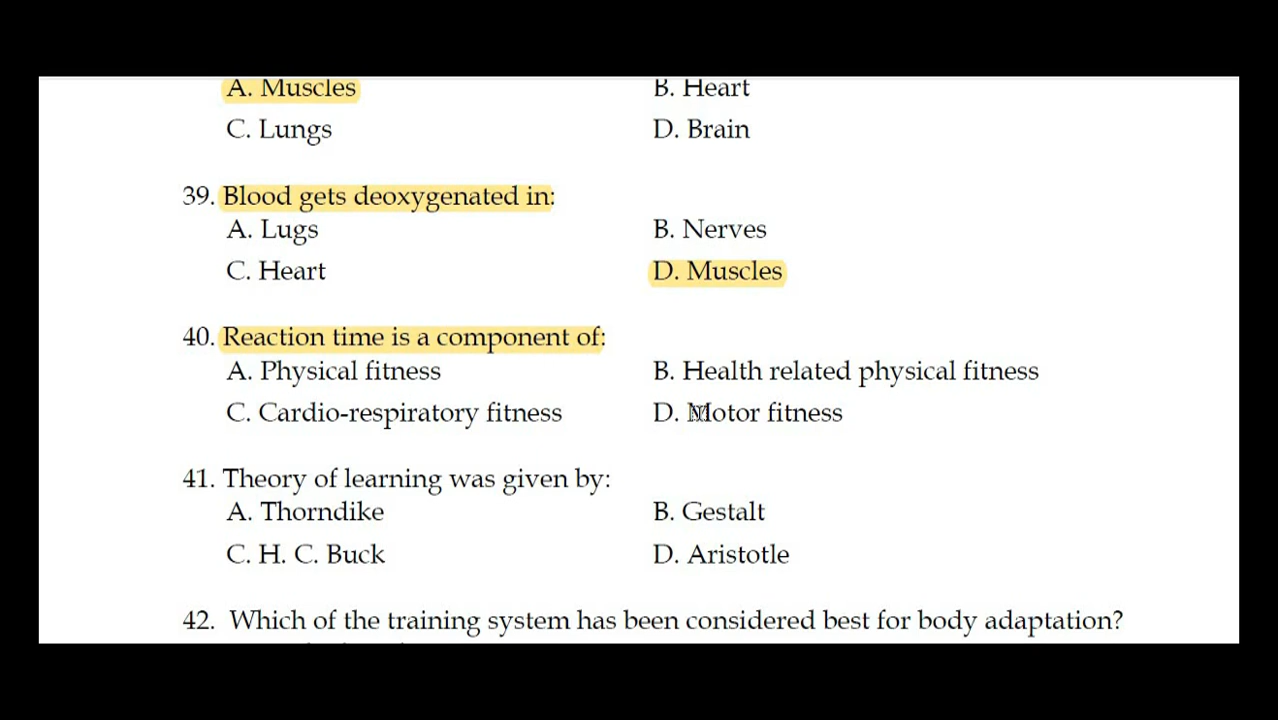 A. Muscles B. Heart
C. Lungs D. Brain
39. Blood gets deoxygenated in:
A. Lugs B. Nerves
C. Heart D. Muscles
40. Reaction time is a component of:
A. Physical fitness B. Health related physical fitness
C. Cardio-respiratory fitness D. Motor fitness
41. Theory of learning was given by:
A. Thorndike B. Gestalt
C. H. C. Buck D. Aristotle
42. Which of the training system has been considered best for body adaptation?